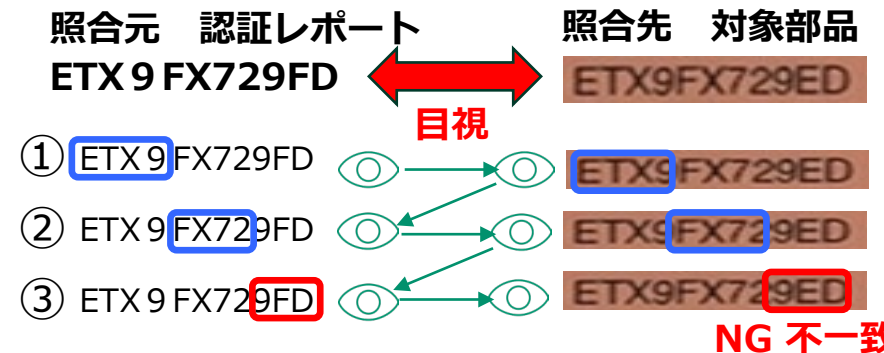 照合元 認証レポート
照合先 対象部品
ETX９FX729FD
ETX9FX729ED
目視
① ETX９FX729FD
ETX9FX729ED
② ETX９FX729FD
ETX9FX729ED
③ ETX９FX729FD
ETX9FX729ED
NG 不一致